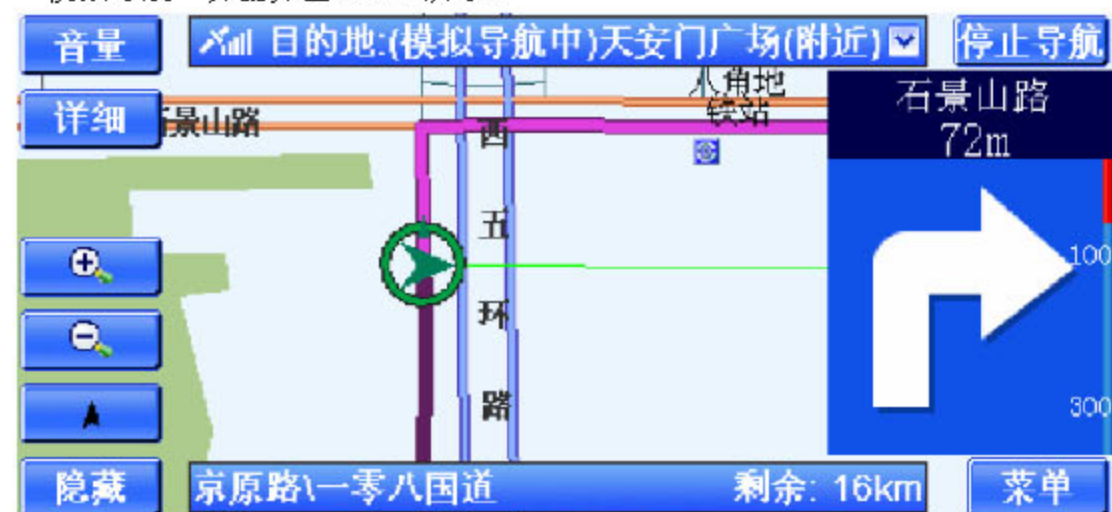 音量
目的地:(模拟导航中)天安门广场(附近)
停止导航
详细
石景山路
八角地
铁站
石景山路
72m
西
五
环
路
100
300
隐藏
京原路\一零八国道
剩余: 16km
菜单